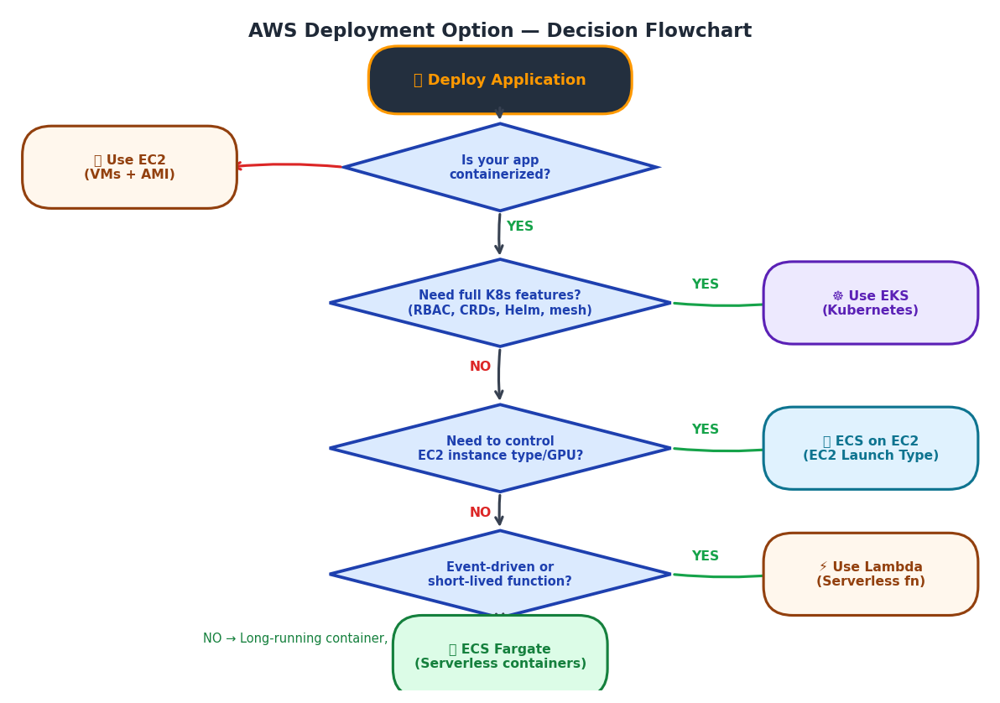 AWS Deployment Option — Decision Flowchart
Deploy Application
Is your app
containerized?
Use EC2
(VMs + AMI)
YES
Need full K8s features?
(RBAC, CRDs, Helm, mesh)
YES
☸ Use EKS
(Kubernetes)
NO
Need to control
EC2 instance type/GPU?
YES
ECS on EC2
(EC2 Launch Type)
NO
Event-driven or
short-lived function?
YES
⚡ Use Lambda
(Serverless fn)
NO → Long-running container,
ECS Fargate
(Serverless containers)